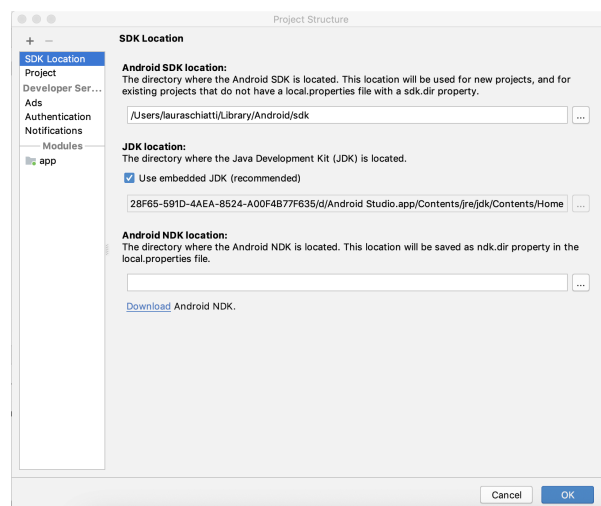 Project Structure
+ −
SDK Location
Project
Developer Ser...
Ads
Authentication
Notifications
Modules
app
SDK Location
Android SDK location:
The directory where the Android SDK is located. This location will be used for new projects, and for
existing projects that do not have a local.properties file with a sdk.dir property.
/Users/lauraschiatti/Library/Android/sdk
...
JDK location:
The directory where the Java Development Kit (JDK) is located.
Use embedded JDK (recommended)
28F65-591D-4AEA-8524-A00F4B77F635/d/Android Studio.app/Contents/jre/jdk/Contents/Home
...
Android NDK location:
The directory where the Android NDK is located. This location will be saved as ndk.dir property in the
local.properties file.
...
Download Android NDK.
Cancel
OK